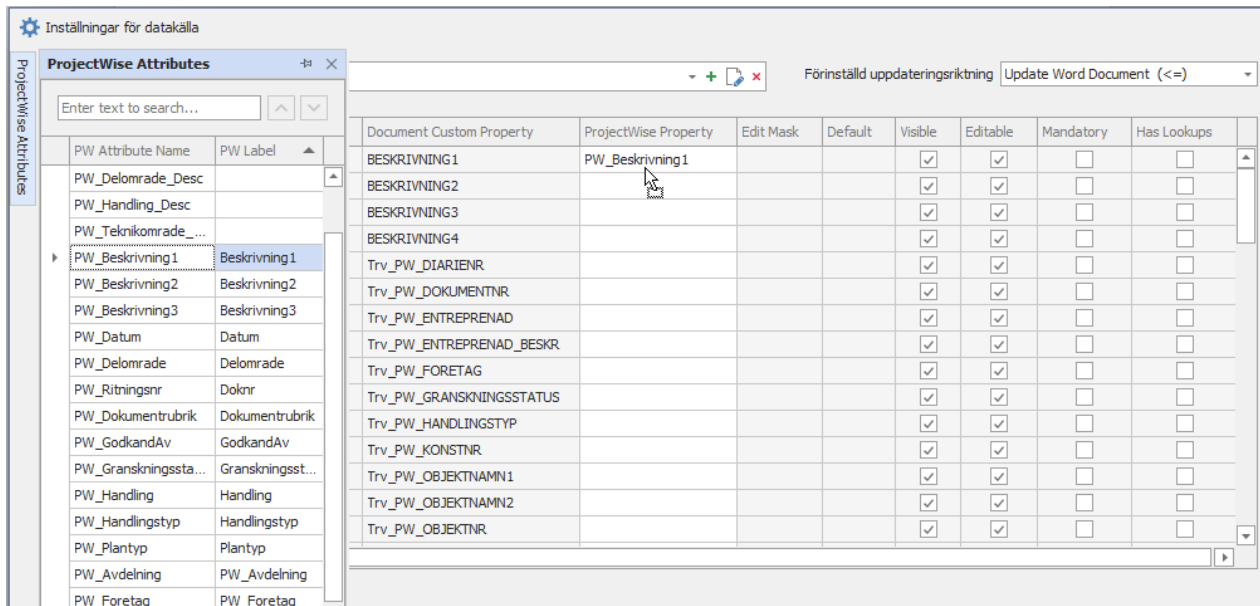 Inställningar för datakälla
ProjectWise Attributes
ProjectWise Attributes
Enter text to search...
PW Attribute Name PW Label
PW_Delomrade_Desc
PW_Handling_Desc
PW_Teknikomrade_...
PW_Beskrivning1 Beskrivning1
PW_Beskrivning2 Beskrivning2
PW_Beskrivning3 Beskrivning3
PW_Datum Datum
PW_Delomrade Delomrade
PW_Ritningsnr Doknr
PW_Dokumentrubrik Dokumentrubrik
PW_GodkandAv GodkandAv
PW_Granskningssta... Granskningsst...
PW_Handling Handling
PW_Handlingstyp Handlingstyp
PW_Plantyp Plantyp
PW_Avdelning PW_Avdelning
PW_Foretag PW_Foretag
Förinställd uppdateringsriktning Update Word Document (<=)
Document Custom Property ProjectWise Property Edit Mask Default Visible Editable Mandatory Has Lookups
BESKRIVNING1 PW_Beskrivning1
BESKRIVNING2
BESKRIVNING3
BESKRIVNING4
Trv_PW_DIARIENR
Trv_PW_DOKUMENTNR
Trv_PW_ENTREPRENAD
Trv_PW_ENTREPRENAD_BESKR
Trv_PW_FORETAG
Trv_PW_GRANSKNINGSSTATUS
Trv_PW_HANDLINGSTYP
Trv_PW_KONSTNR
Trv_PW_OBJEKTNAMN1
Trv_PW_OBJEKTNAMN2
Trv_PW_OBJEKTNR